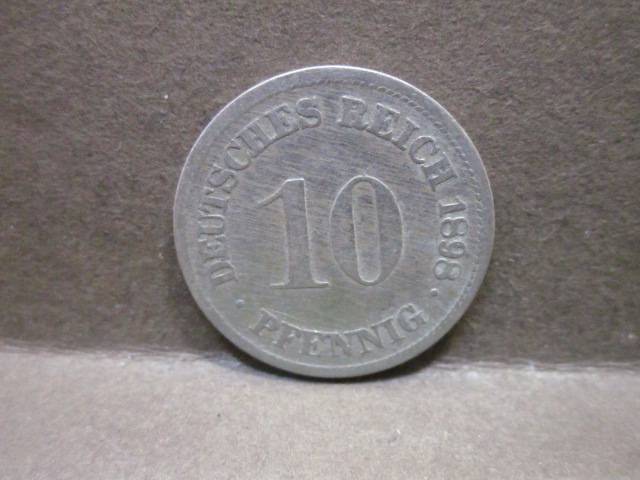 DEUTSCHES REICH 1898
10
· PFENNIG ·